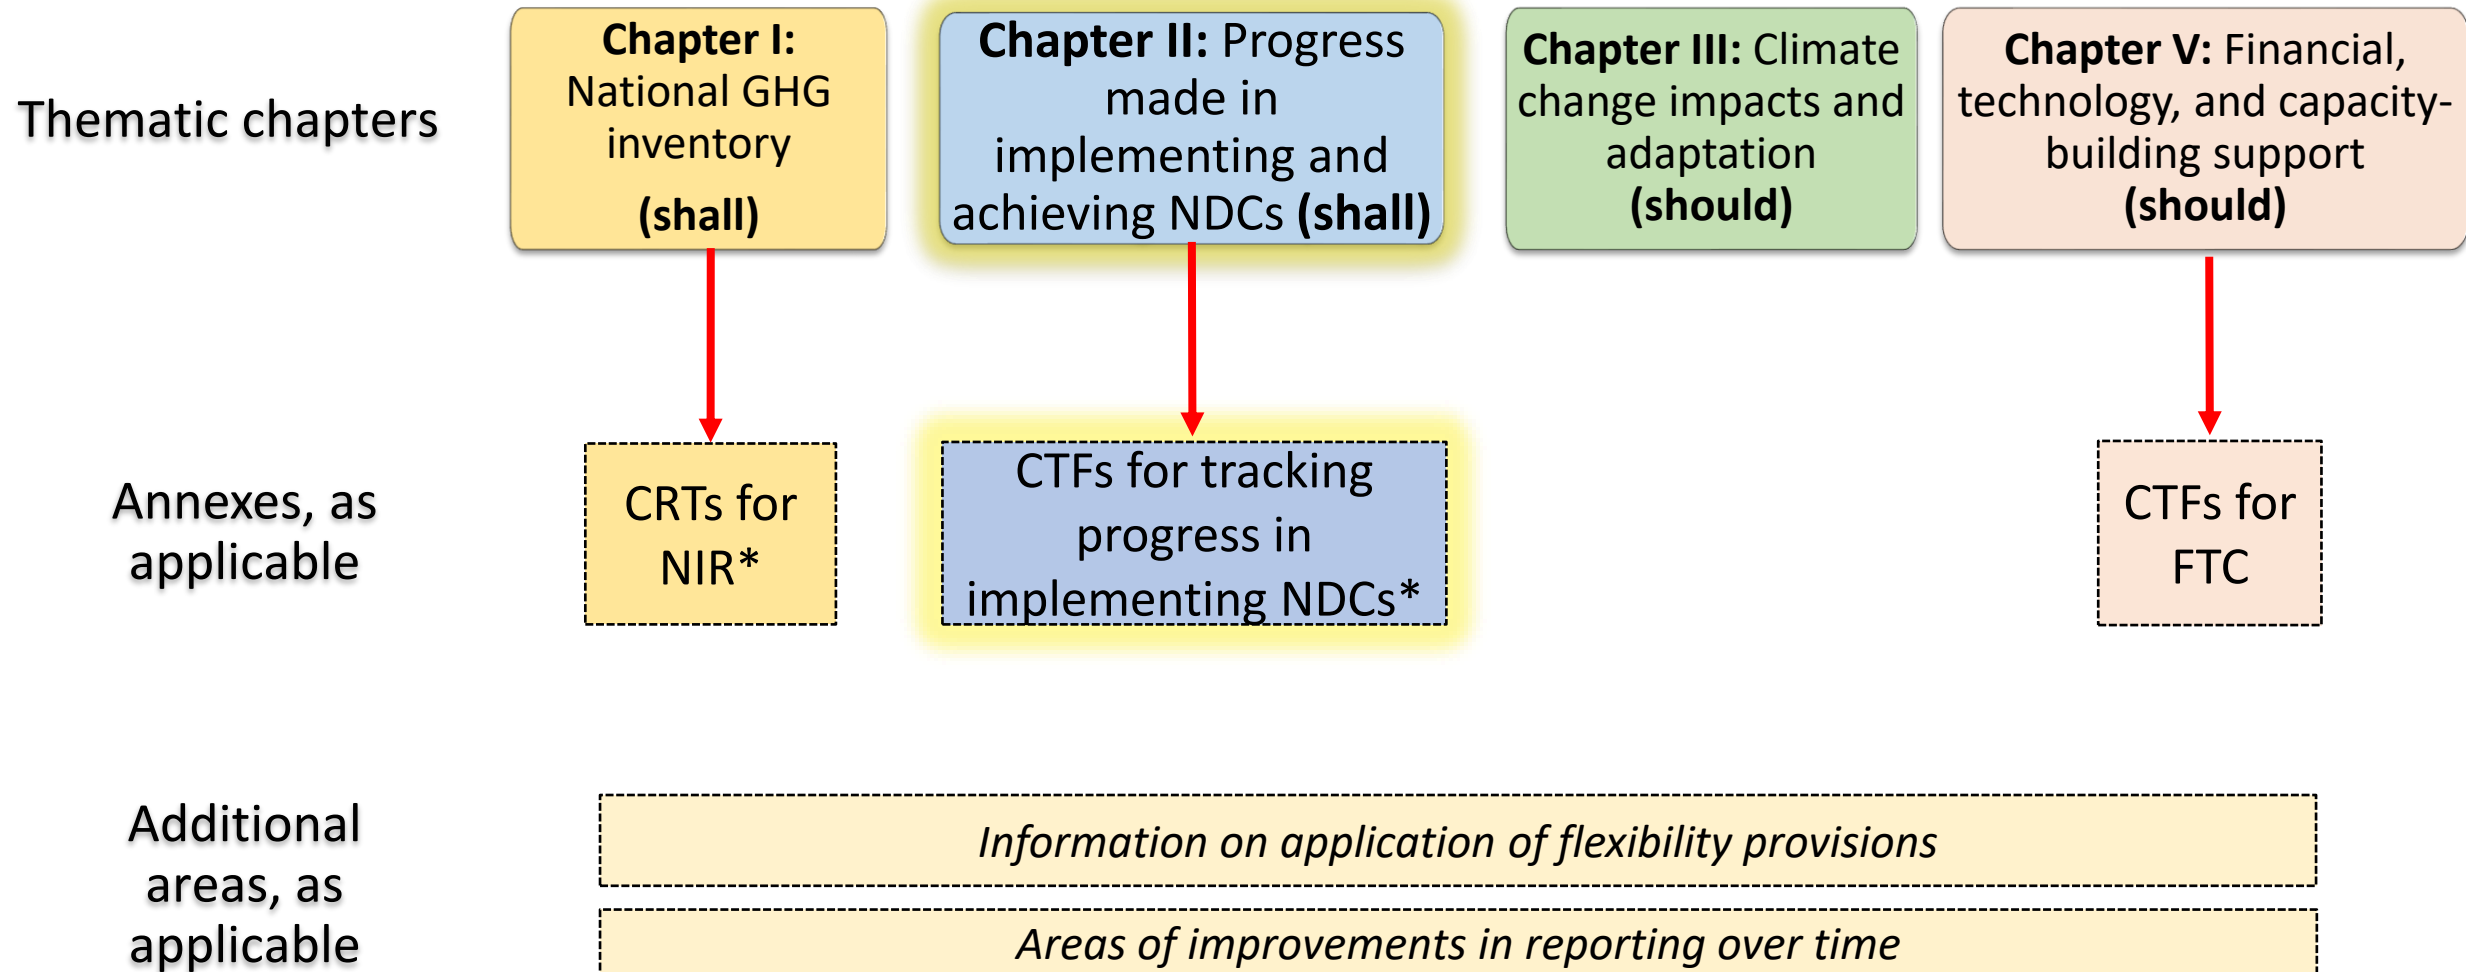 Thematic chapters
Chapter I:
National GHG
inventory
(shall)
Chapter II: Progress
made in
implementing and
achieving NDCs (shall)
Chapter III: Climate
change impacts and
adaptation
(should)
Chapter V: Financial,
technology, and capacity-
building support
(should)
Annexes, as
applicable
CRTs for
NIR*
CTFs for tracking
progress in
implementing NDCs*
CTFs for
FTC
Additional
areas, as
applicable
Information on application of flexibility provisions
Areas of improvements in reporting over time